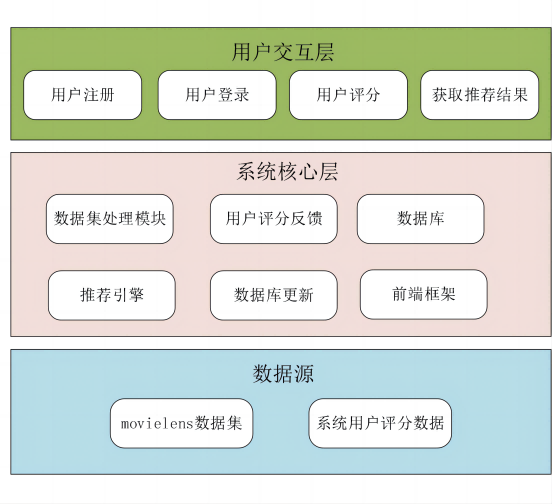 用户交互层
用户注册 用户登录 用户评分 获取推荐结果
系统核心层
数据集处理模块 用户评分反馈 数据库
推荐引擎 数据库更新 前端框架
数据源
movielens数据集 系统用户评分数据